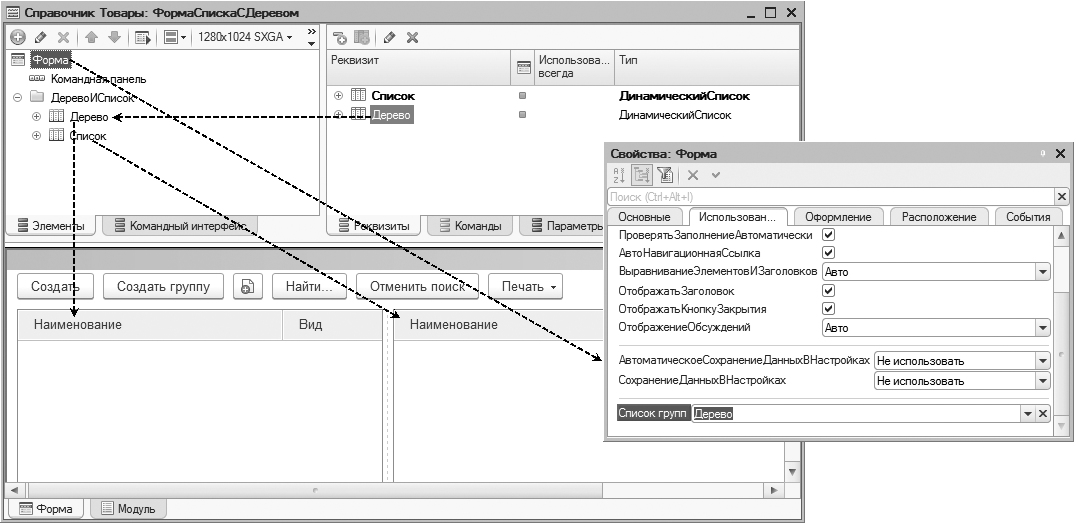 Справочник Товары: ФормаСпискаСДеревом
1280x1024 SXGA
Форма
Командная панель
ДеревоИСписок
Дерево
Список
Элементы
Командный интерфейс
Реквизит
Использова... всегда
Тип
Список
ДинамическийСписок
Дерево
ДинамическийСписок
Реквизиты
Команды
Параметры
Свойства: Форма
Поиск (Ctrl+Alt+I)
Основные
Использован...
Оформление
Расположение
События
ПроверятьЗаполнениеАвтоматически
АвтоНавигационнаяСсылка
ВыравниваниеЭлементовИЗаголовков
Авто
ОтображатьЗаголовок
ОтображатьКнопкуЗакрытия
ОтображениеОбсуждений
Авто
АвтоматическоеСохранениеДанныхВНастройках
Не использовать
СохранениеДанныхВНастройках
Не использовать
Список групп
Дерево
Создать
Создать группу
Найти...
Отменить поиск
Печать
Наименование
Вид
Наименование
Форма
Модуль